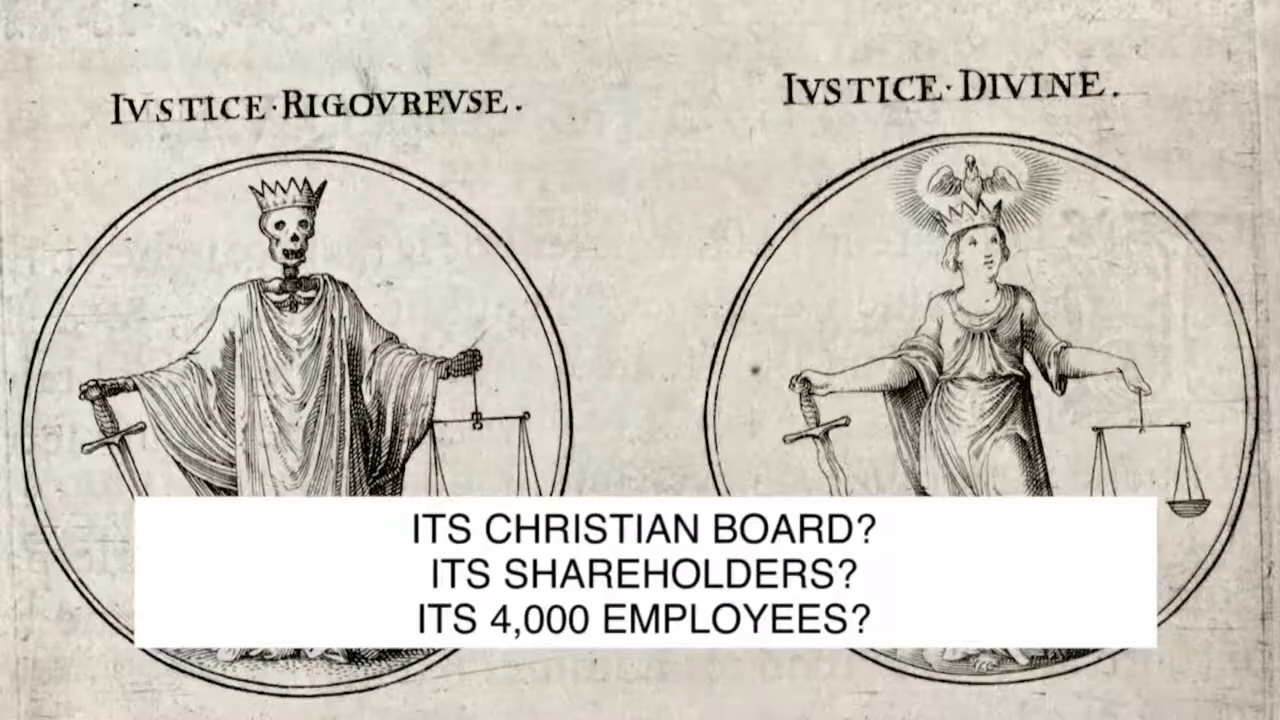 IVSTICE·RIGOVREVSE.
IVSTICE·DIVINE.
ITS CHRISTIAN BOARD?
ITS SHAREHOLDERS?
ITS 4,000 EMPLOYEES?